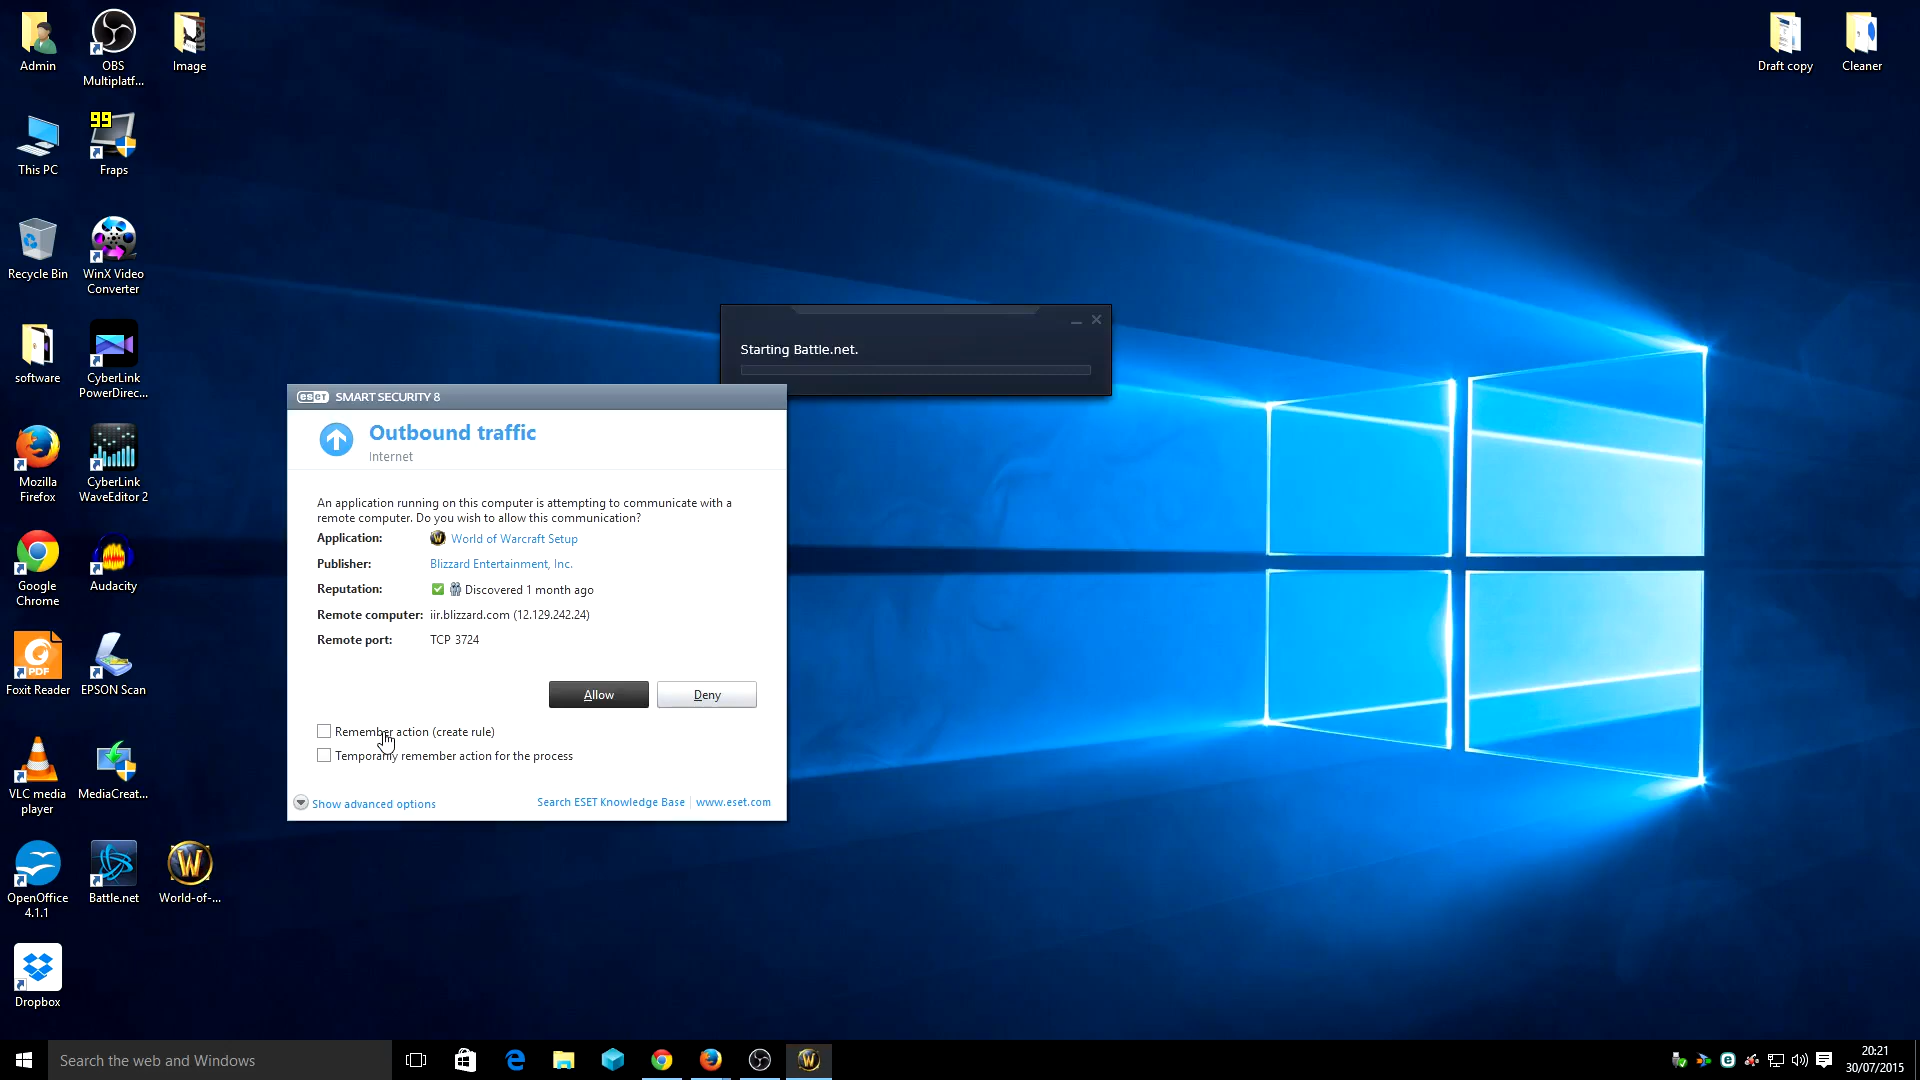 Admin
OBS
Multiplatf...
Image
Draft copy
Cleaner
This PC
99
Fraps
Recycle Bin
WinX Video
Converter
software
CyberLink
PowerDirec...
Starting Battle.net.
eset SMART SECURITY 8
Outbound traffic
Internet
An application running on this computer is attempting to communicate with a
remote computer. Do you wish to allow this communication?
Application: World of Warcraft Setup
Publisher: Blizzard Entertainment, Inc.
Reputation: Discovered 1 month ago
Remote computer: iir.blizzard.com (12.129.242.24)
Remote port: TCP 3724
Allow
Deny
Remember action (create rule)
Temporarily remember action for the process
Show advanced options
Search ESET Knowledge Base
www.eset.com
Mozilla
Firefox
CyberLink
WaveEditor 2
Google
Chrome
Audacity
PDF
Foxit Reader
EPSON Scan
VLC media
player
MediaCreat...
OpenOffice
4.1.1
Battle.net
W
World-of-...
Dropbox
Search the web and Windows
20:21
30/07/2015